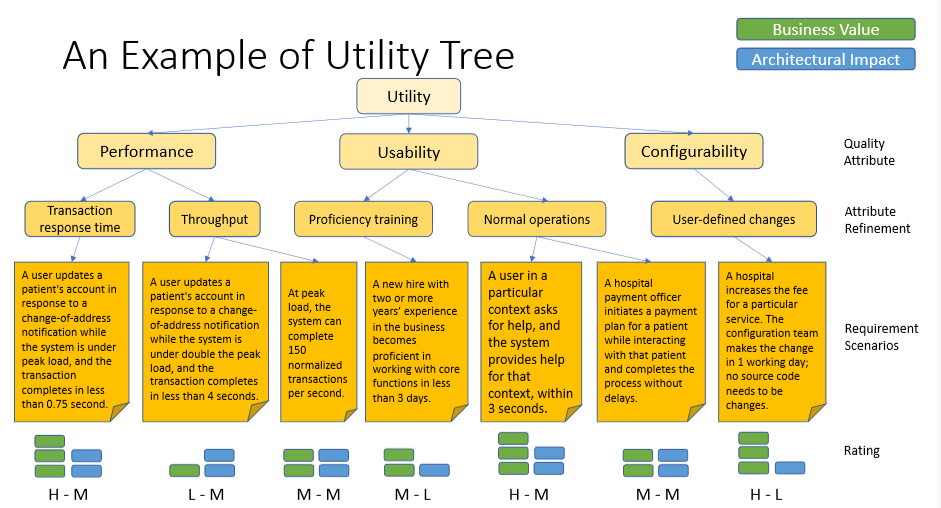 Business Value
An Example of Utility Tree
Architectural Impact
Utility
Performance
Usability
Configurability
Quality
Attribute
Transaction
response time
Throughput
Proficiency training
Normal operations
User-defined changes
Attribute
Refinement
A user updates a
patient's account in
response to a
change-of-address
notification while
the system is under
peak load, and the
transaction
completes in less
than 0.75 second.
A user updates a
patient's account in
response to a change-
of-address notification
while the system is
under double the peak
load, and the
transaction completes
in less than 4 seconds.
At peak
load, the
system can
complete
150
normalized
transactions
per second.
A new hire with
two or more
years' experience
in the business
becomes
proficient in
working with core
functions in less
than 3 days.
A user in a
particular
context asks
for help, and
the system
provides help
for that
context, within
3 seconds.
A hospital
payment officer
initiates a payment
plan for a patient
while interacting
with that patient
and completes the
process without
delays.
A hospital
increases the fee
for a particular
service. The
configuration team
makes the change
in 1 working day;
no source code
needs to be
changes.
Requirement
Scenarios
Rating
H - M
L - M
M - M
M - L
H - M
M - M
H - L